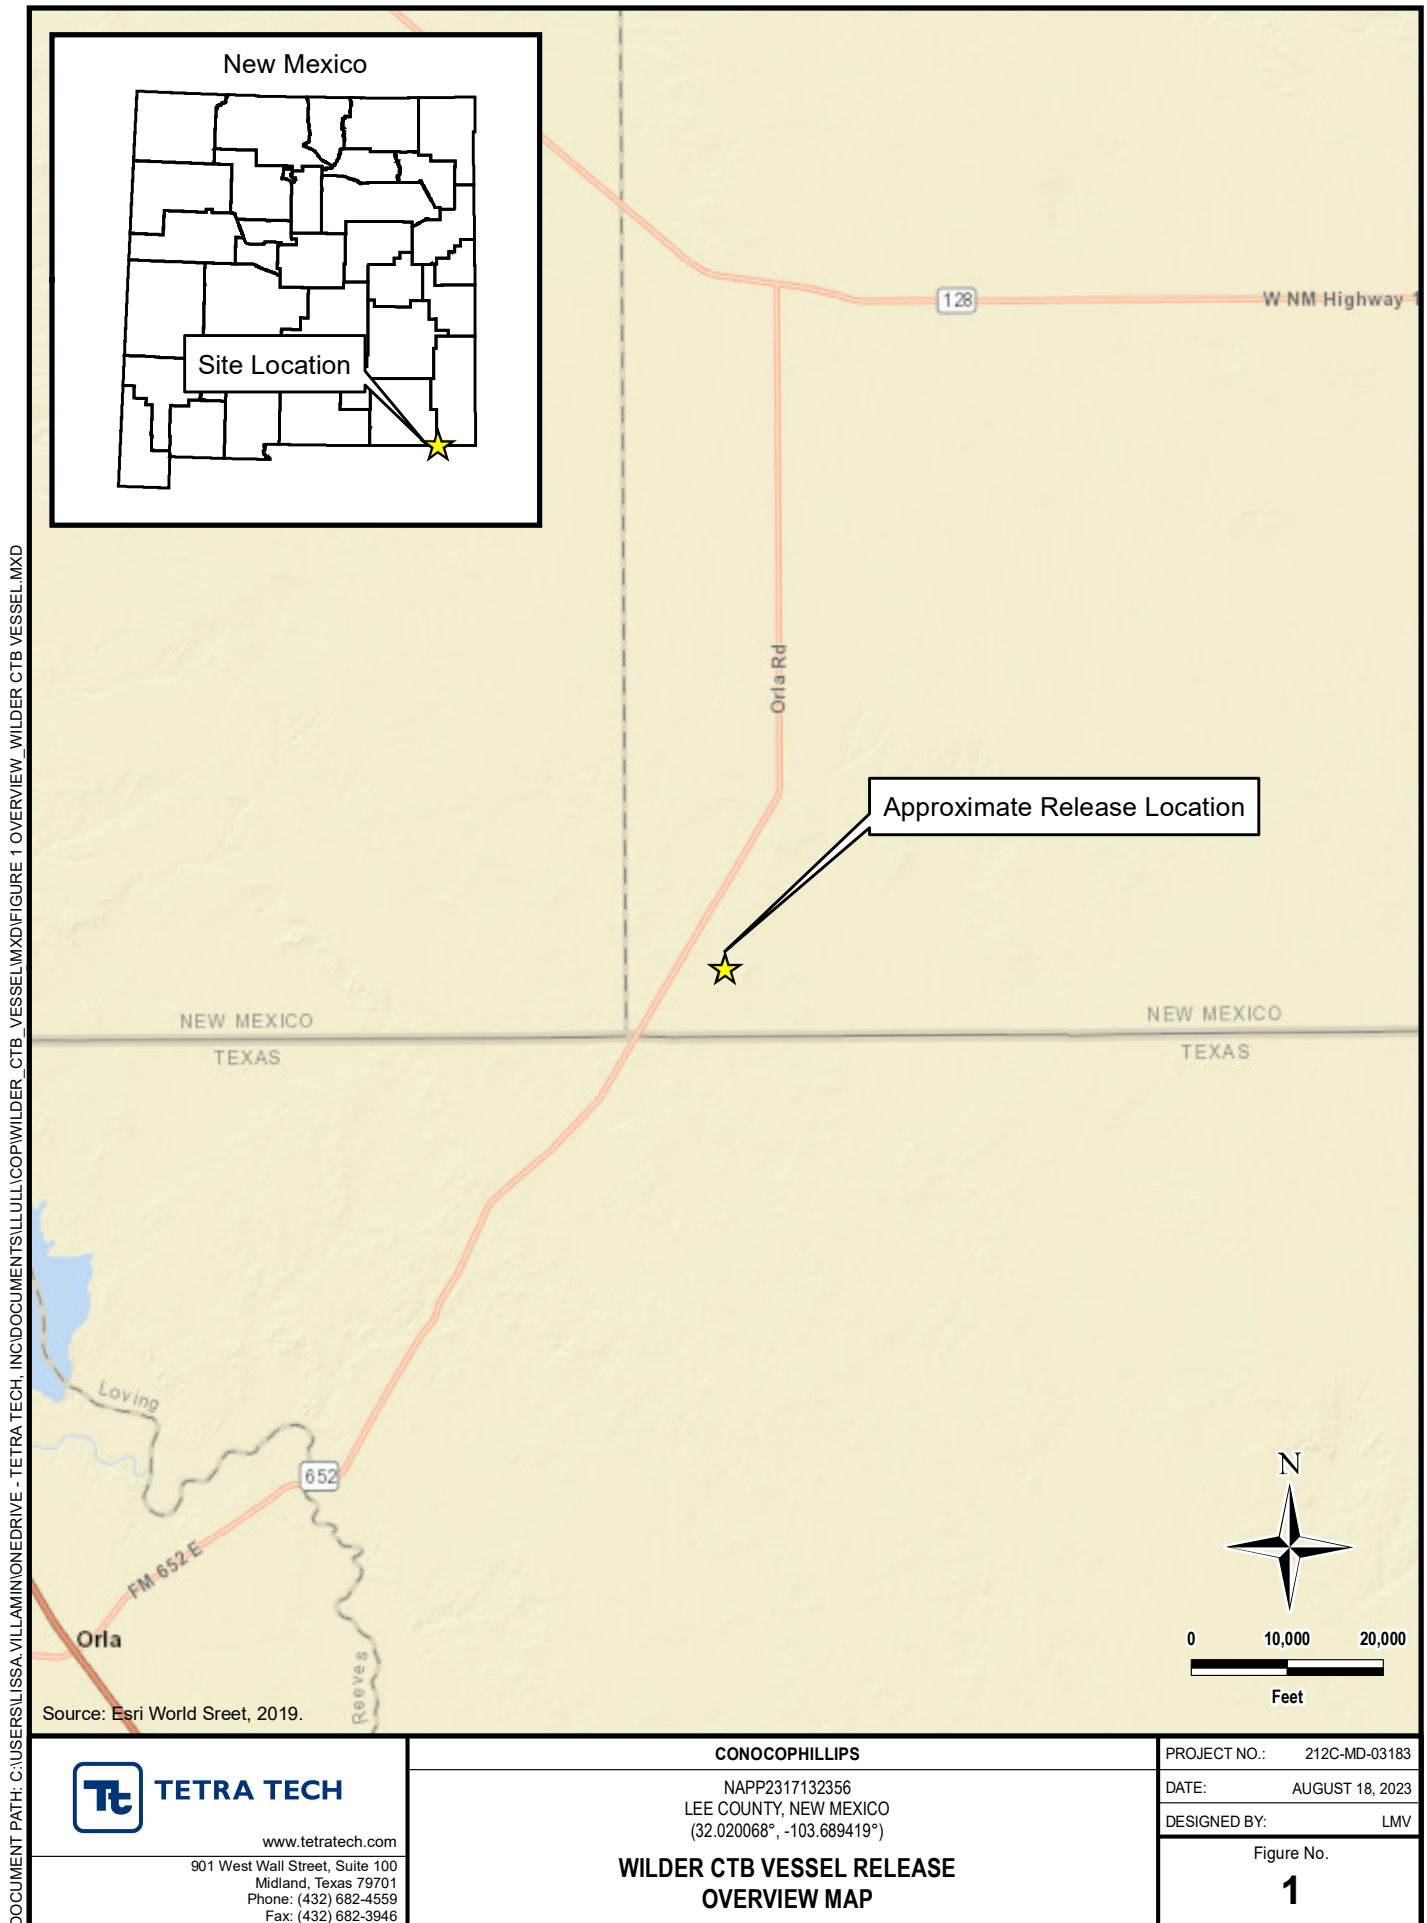 New Mexico
Site Location
128
W NM Highway 1
Orla Rd
Approximate Release Location
NEW MEXICO
TEXAS
NEW MEXICO
TEXAS
Loving
652
FM 652 E
Orla
Reeves
N
0 10,000 20,000
Feet
Source: Esri World Sreet, 2019.
DOCUMENT PATH: C:\USERS\LISSA.VILLAMIN\ONEDRIVE - TETRA TECH, INC\DOCUMENTS\LLULL\COP\WILDER_CTB_VESSEL\MXD\FIGURE 1 OVERVIEW_WILDER CTB VESSEL.MXD
Tt TETRA TECH
www.tetratech.com
901 West Wall Street, Suite 100
Midland, Texas 79701
Phone: (432) 682-4559
Fax: (432) 682-3946
CONOCOPHILLIPS
NAPP2317132356
LEE COUNTY, NEW MEXICO
(32.020068°, -103.689419°)
WILDER CTB VESSEL RELEASE
OVERVIEW MAP
PROJECT NO.: 212C-MD-03183
DATE: AUGUST 18, 2023
DESIGNED BY: LMV
Figure No.
1